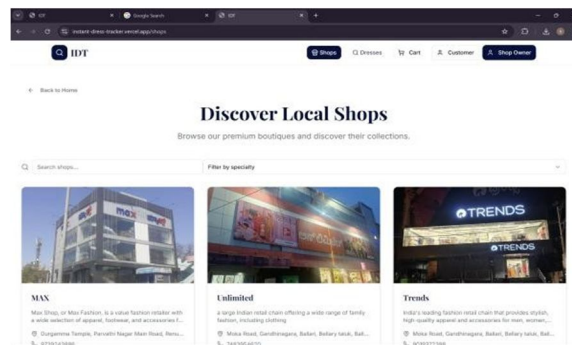 IDT
Google Search
IDT
instant-dress-tracker.vercel.app/shops
IDT
Shops
Dresses
Cart
Customer
Shop Owner
Back to Home
Discover Local Shops
Browse our premium boutiques and discover their collections.
Search shops...
Filter by specialty
max
TRENDS
TRENDS
MAX
Unlimited
Trends
Max Shop, or Max Fashion, is a value fashion retailer with
a wide selection of apparel, footwear, and accessories f...
a large Indian retail chain offering a wide range of family
fashion, including clothing
India's leading fashion retail chain that provides stylish,
high-quality apparel and accessories for men, women,...
Durgamma Temple, Parvathi Nagar Main Road, Renu...
Moka Road, Gandhinagara, Ballari, Bellary taluk, Ball...
Moka Road, Gandhinagara, Ballari, Bellary taluk, Ball...